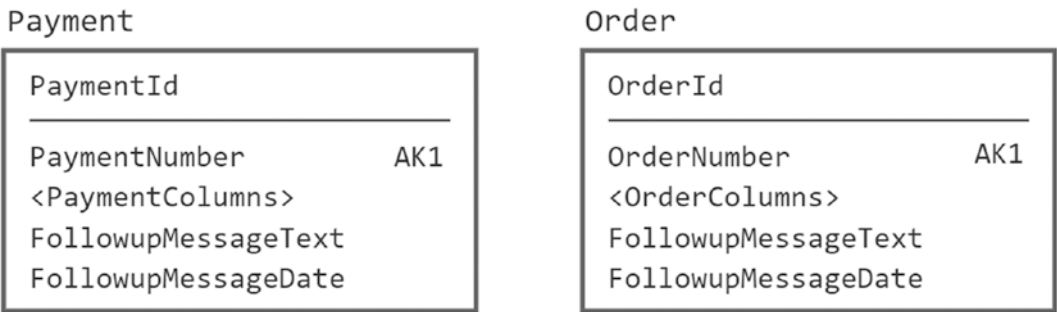 Payment
PaymentId
PaymentNumber AK1
<PaymentColumns>
FollowupMessageText
FollowupMessageDate
Order
OrderId
OrderNumber AK1
<OrderColumns>
FollowupMessageText
FollowupMessageDate